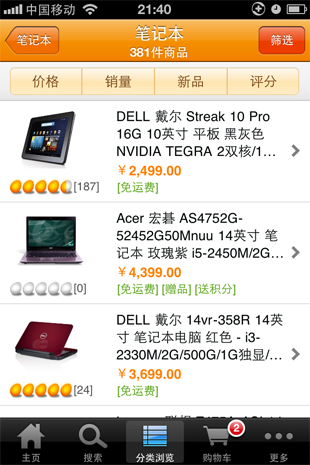 中国移动 21:40
笔记本
笔记本
381件商品
筛选
价格 销量 新品 评分
DELL 戴尔 Streak 10 Pro
16G 10英寸 平板 黑灰色
NVIDIA TEGRA 2双核/1...
¥2,499.00
[187]
[免运费]
Acer 宏碁 AS4752G-
52452G50Mnuu 14英寸 笔
记本 玫瑰紫 i5-2450M/2G...
¥4,399.00
[0]
[免运费] [赠品] [送积分]
DELL 戴尔 14vr-358R 14英
寸 笔记本电脑 红色 - i3-
2330M/2G/500G/1G独显/...
¥3,699.00
[24]
[免运费]
2
主页 搜索 分类浏览 购物车 更多